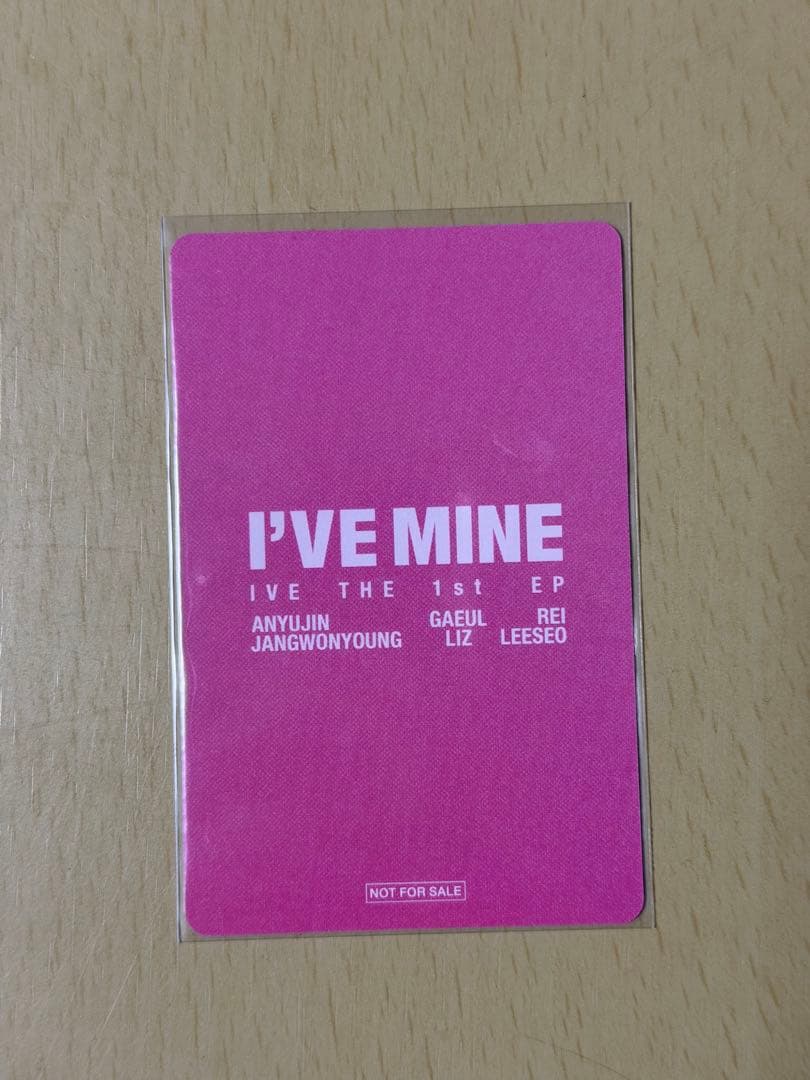 I'VE MINE
IVE THE 1st EP
ANYUJIN GAEUL REI
JANGWONYOUNG LIZ LEESEO
NOT FOR SALE